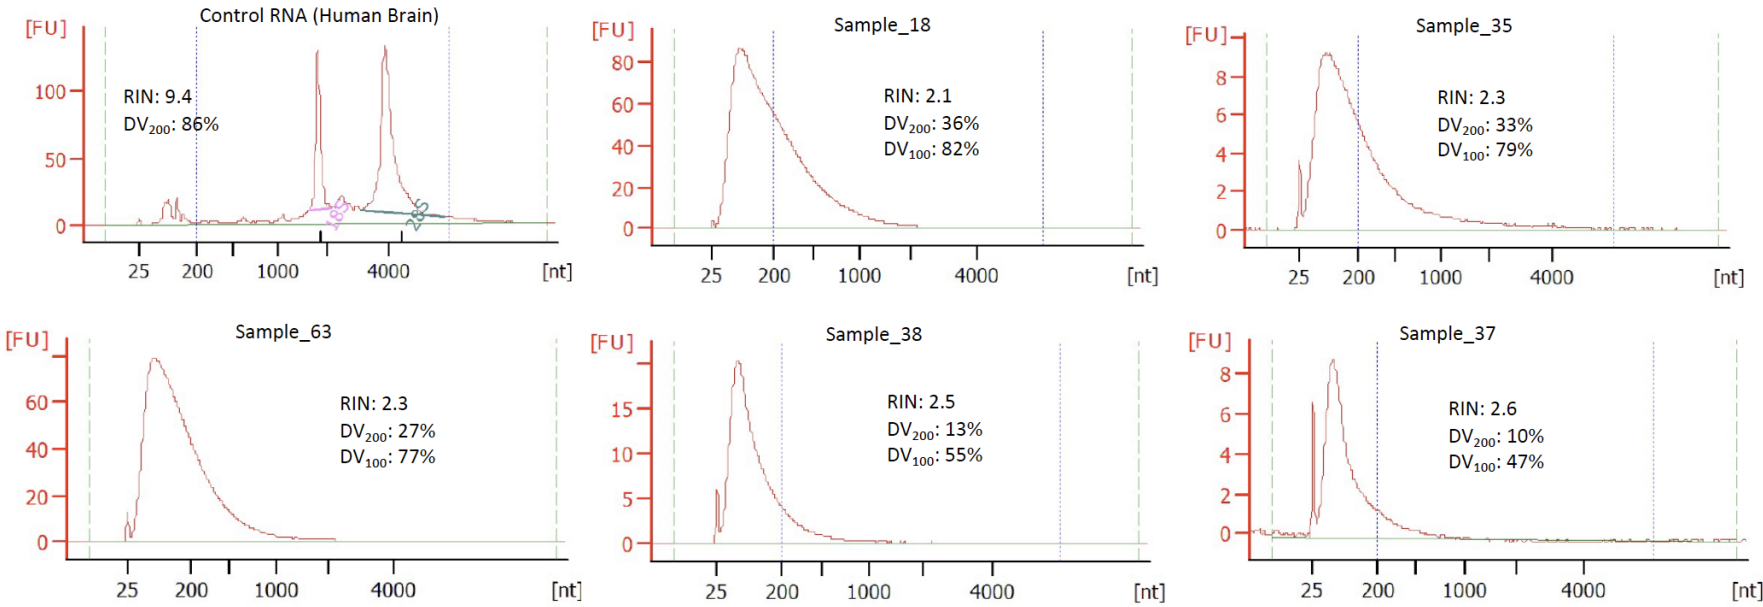 Control RNA (Human Brain)
[FU]
100
50
0
RIN: 9.4
DV200: 86%
18S
28S
25 200 1000 4000 [nt]
Sample_18
[FU]
80
60
40
20
0
RIN: 2.1
DV200: 36%
DV100: 82%
25 200 1000 4000 [nt]
Sample_35
[FU]
8
6
4
2
0
RIN: 2.3
DV200: 33%
DV100: 79%
25 200 1000 4000 [nt]
Sample_63
[FU]
60
40
20
0
RIN: 2.3
DV200: 27%
DV100: 77%
25 200 1000 4000 [nt]
Sample_38
[FU]
15
10
5
0
RIN: 2.5
DV200: 13%
DV100: 55%
25 200 1000 4000 [nt]
Sample_37
[FU]
8
6
4
2
0
RIN: 2.6
DV200: 10%
DV100: 47%
25 200 1000 4000 [nt]